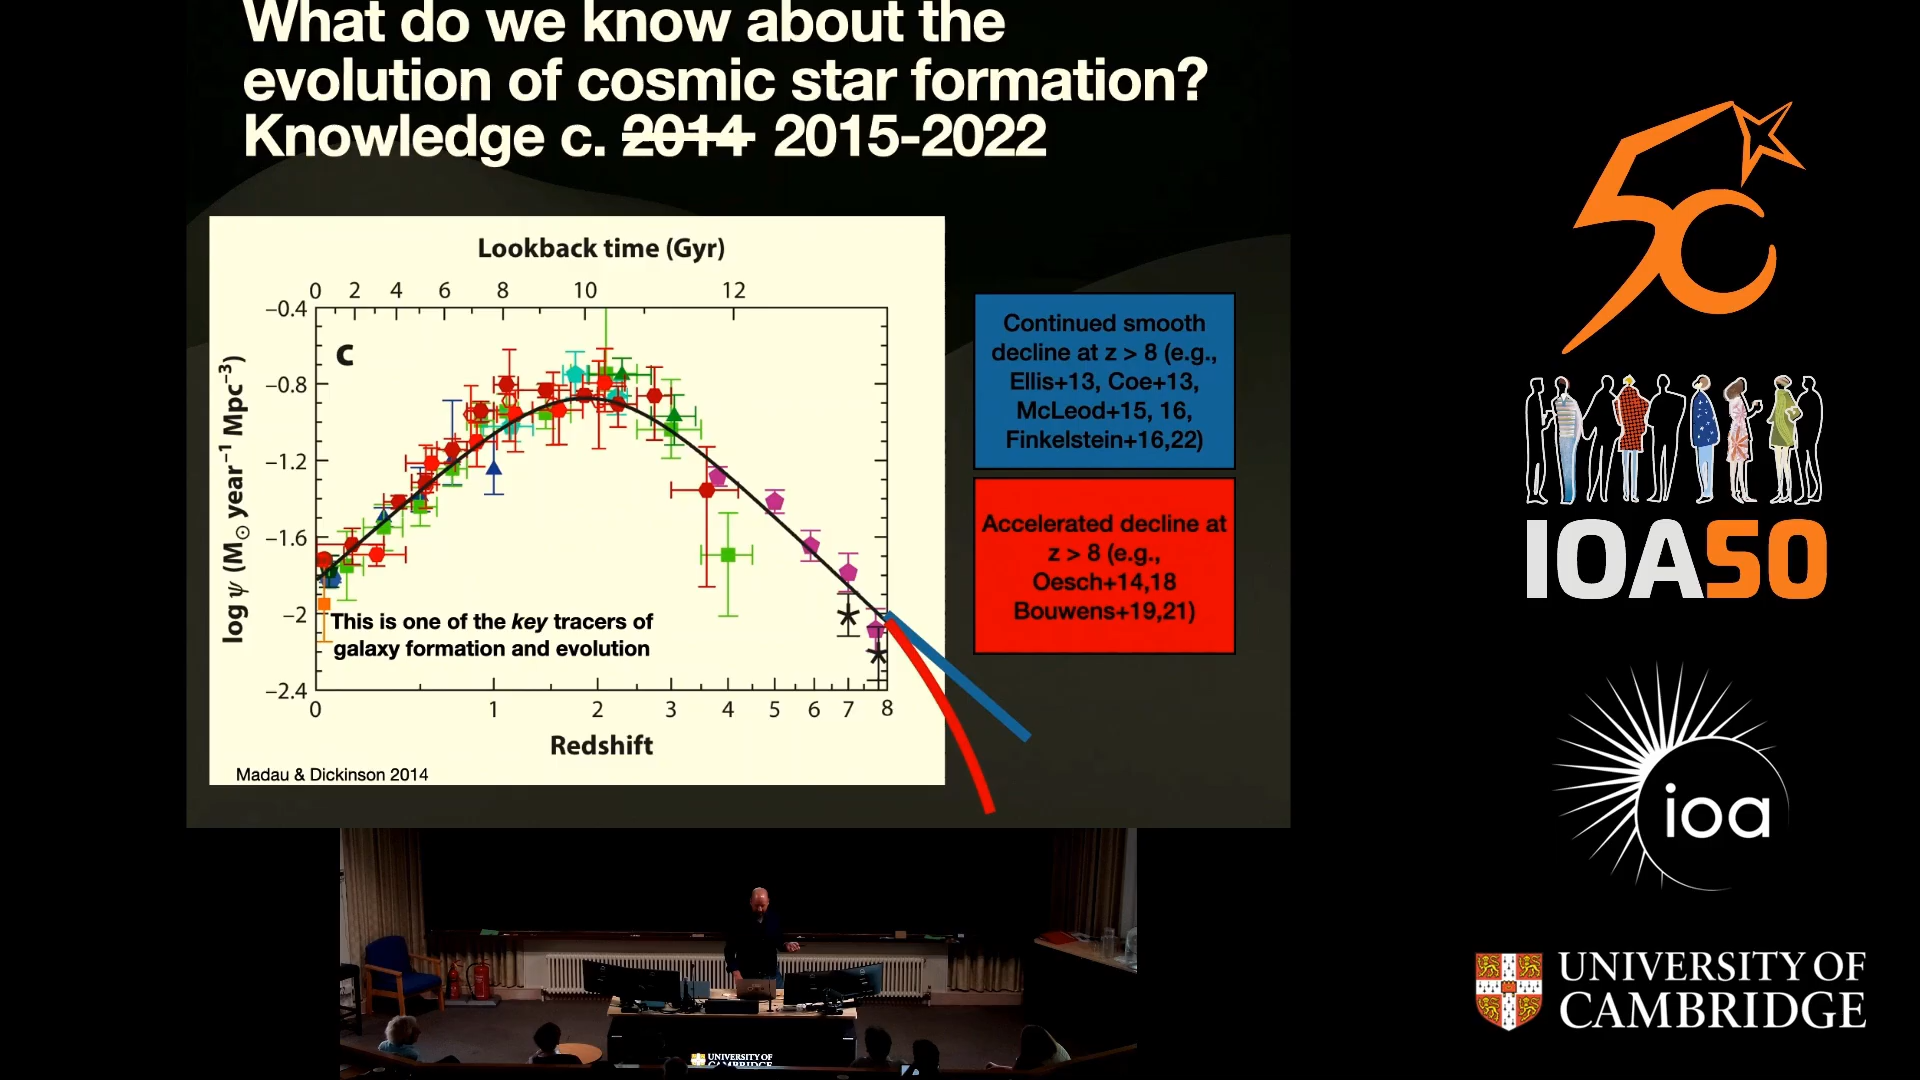 What do we know about the
evolution of cosmic star formation?
Knowledge c. 2014 2015-2022
Lookback time (Gyr)
0 2 4 6 8 10 12
−0.4
−0.8
−1.2
−1.6
−2
−2.4
log ψ (M⊙ year−1 Mpc−3)
c
This is one of the key tracers of
galaxy formation and evolution
0 1 2 3 4 5 6 7 8
Redshift
Madau & Dickinson 2014
Continued smooth
decline at z > 8 (e.g.,
Ellis+13, Coe+13,
McLeod+15, 16,
Finkelstein+16,22)
Accelerated decline at
z > 8 (e.g.,
Oesch+14,18
Bouwens+19,21)
50
IOA50
ioa
UNIVERSITY OF
CAMBRIDGE
UNIVERSITY OF
CAMBRIDGE